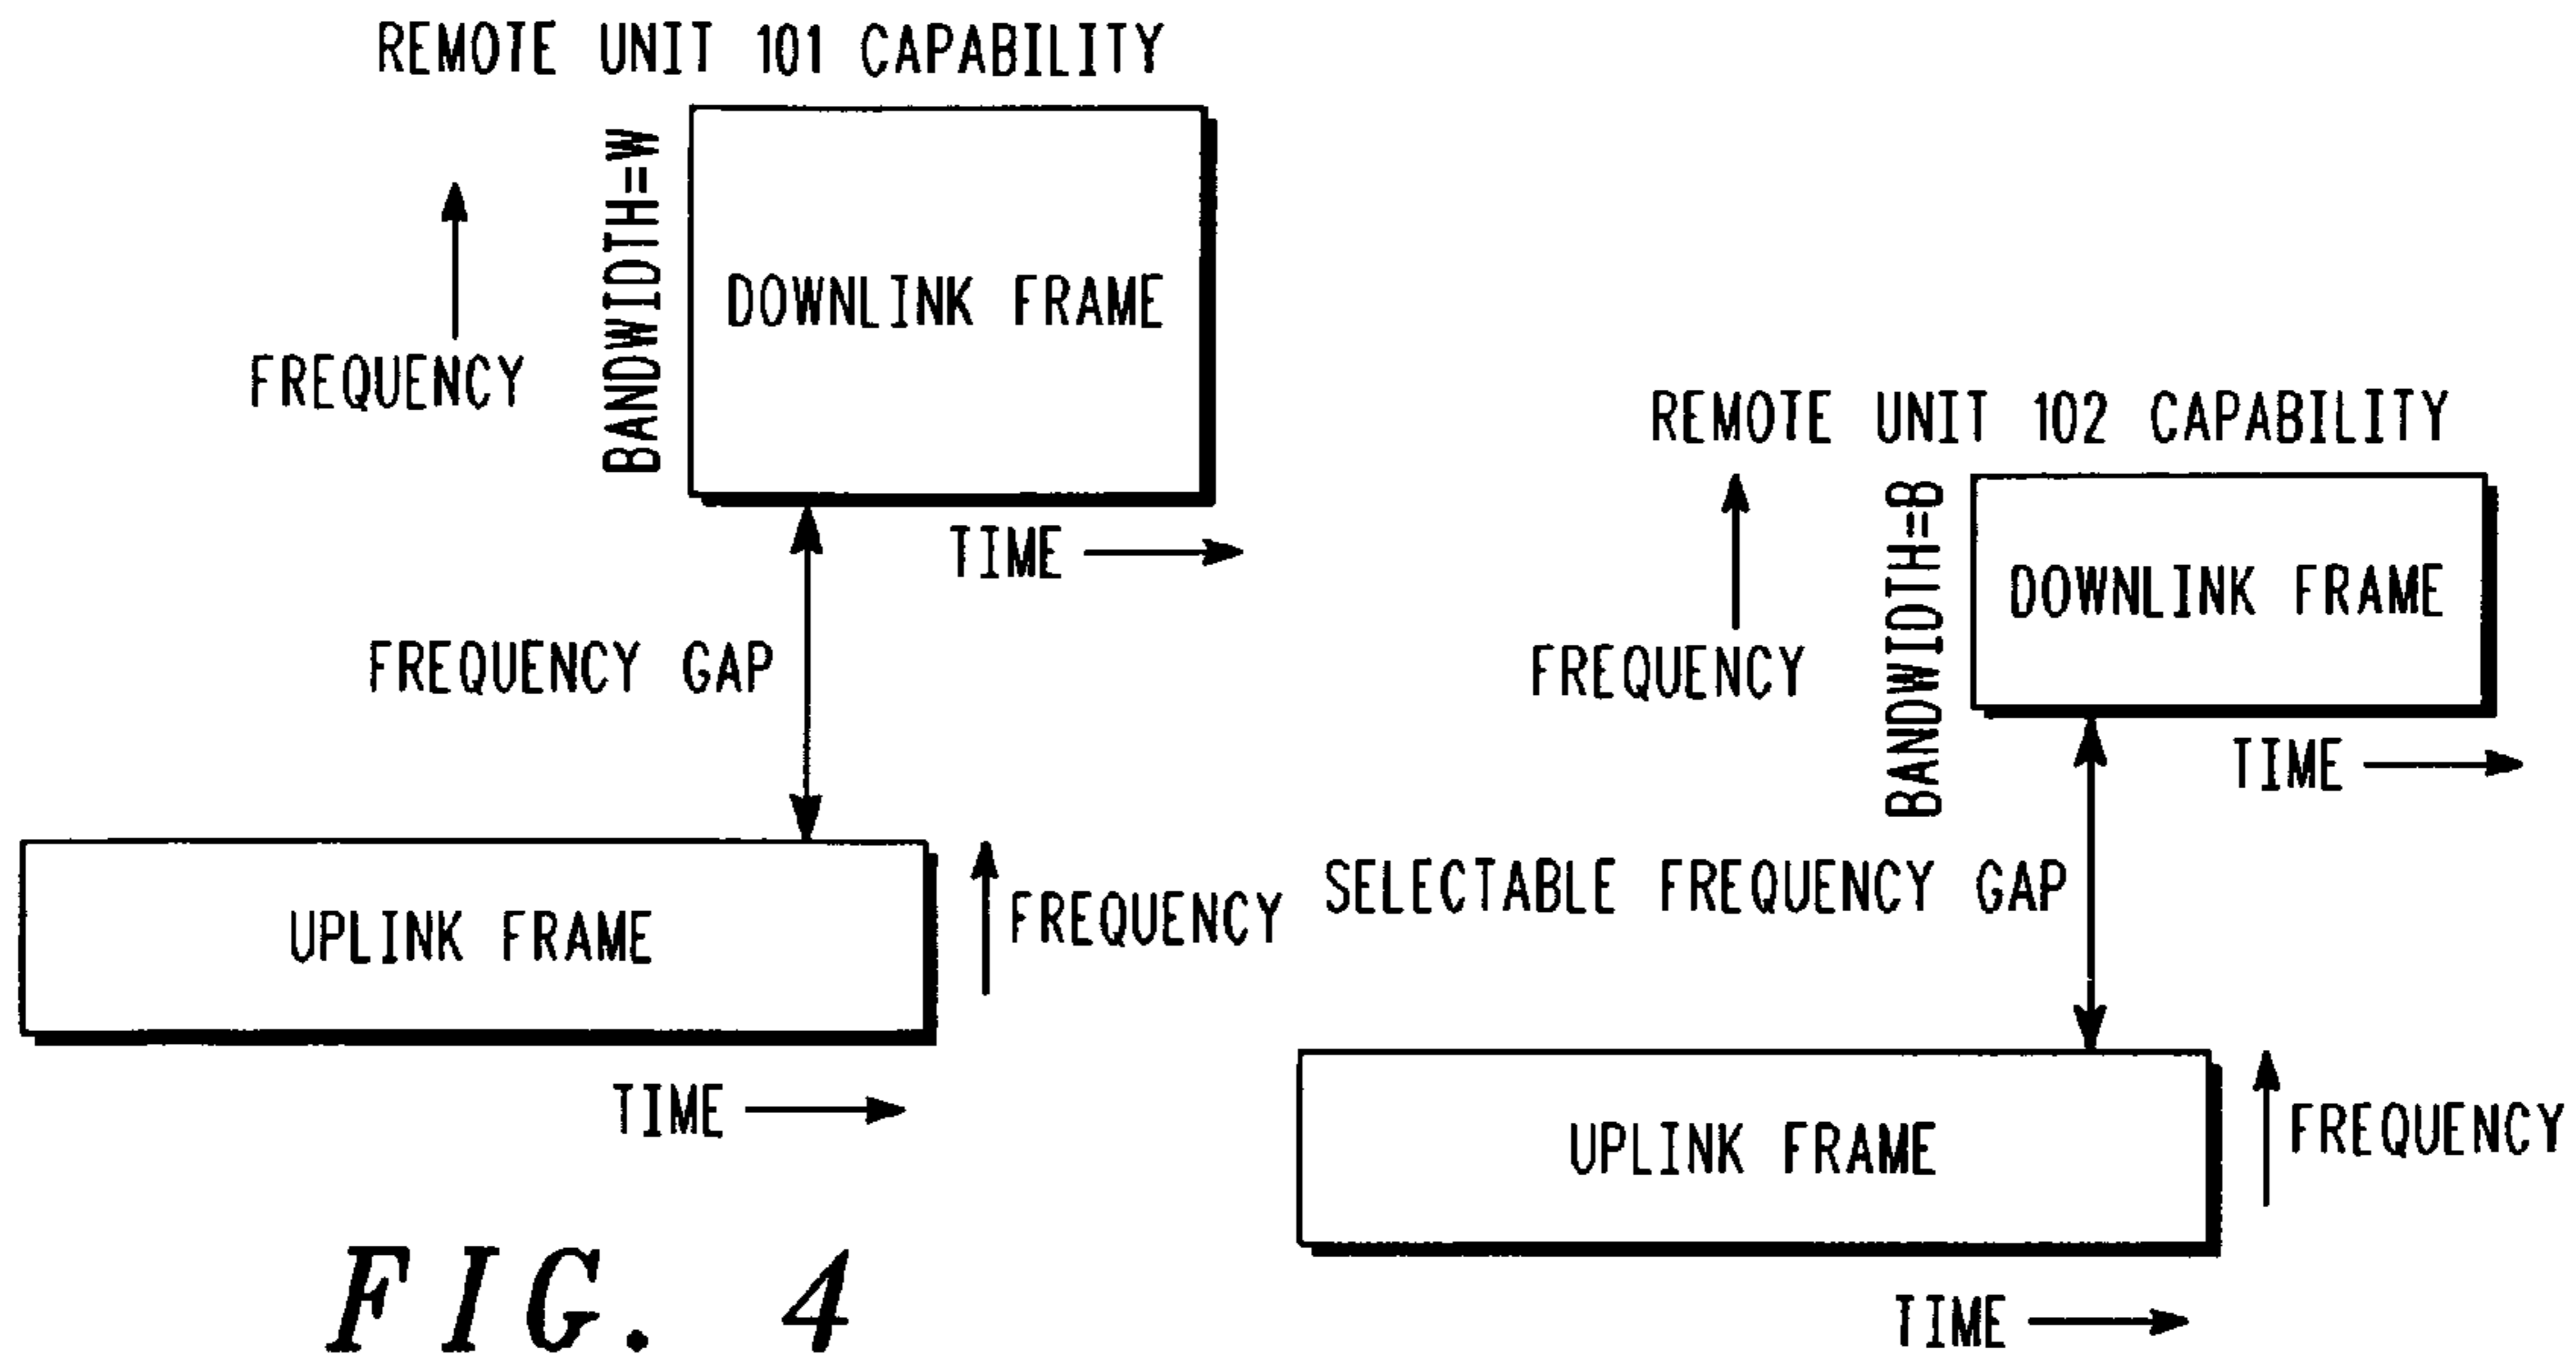 REMOTE UNIT 101 CAPABILITY
BANDWIDTH=W
DOWNLINK FRAME
FREQUENCY
TIME
FREQUENCY GAP
UPLINK FRAME
FREQUENCY
TIME
REMOTE UNIT 102 CAPABILITY
BANDWIDTH=B
DOWNLINK FRAME
FREQUENCY
TIME
SELECTABLE FREQUENCY GAP
UPLINK FRAME
FREQUENCY
TIME
FIG. 4